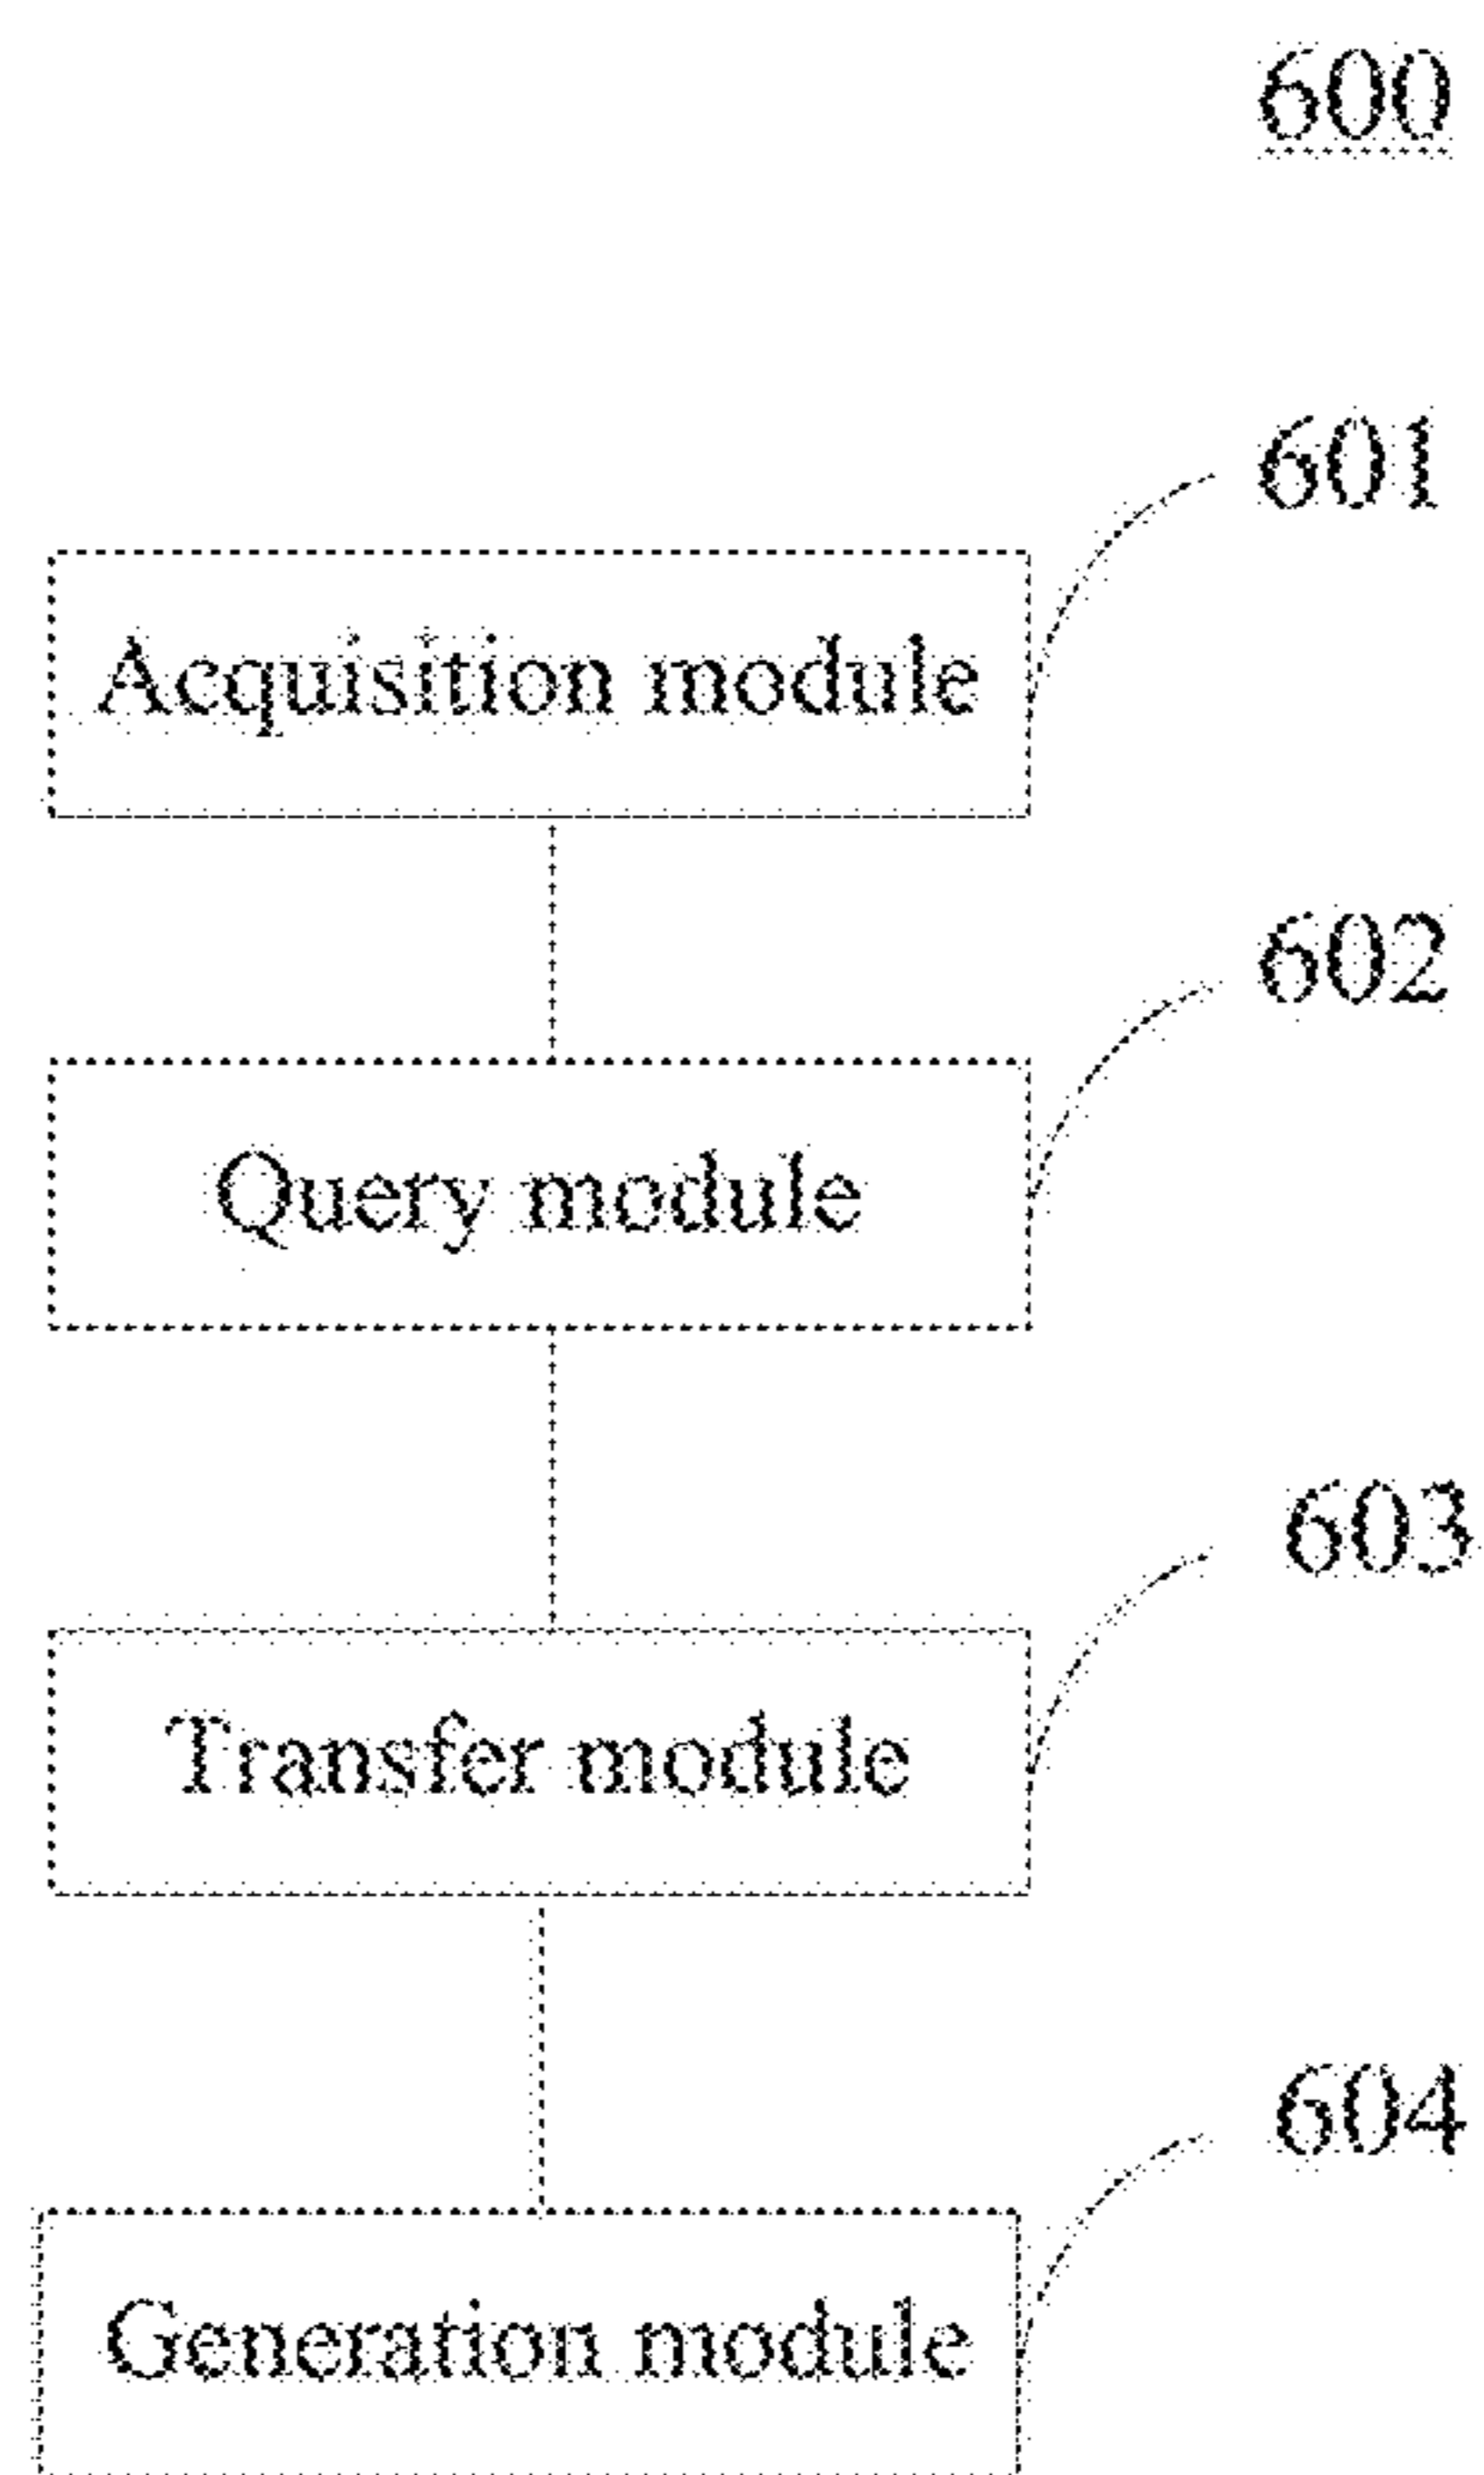 600
601
Acquisition module
602
Query module
603
Transfer module
604
Generation module